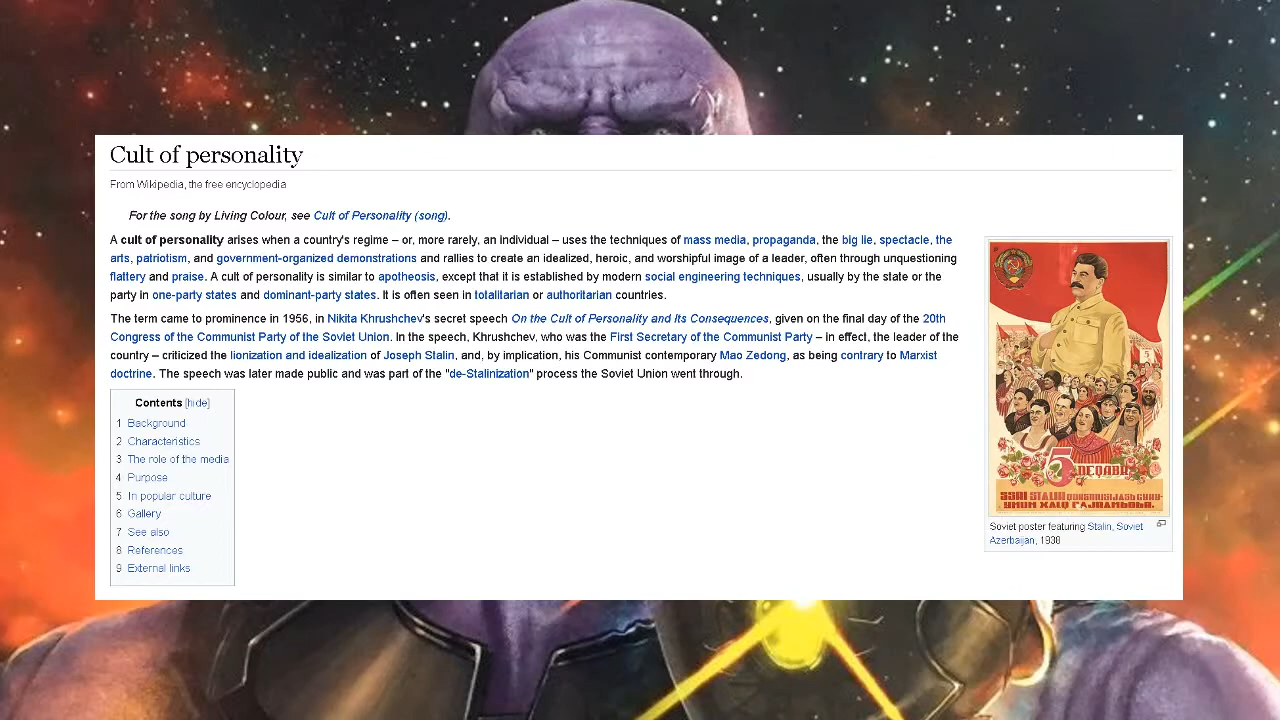 Cult of personality
From Wikipedia, the free encyclopedia
For the song by Living Colour, see Cult of Personality (song).
A cult of personality arises when a country's regime – or, more rarely, an individual – uses the techniques of mass media, propaganda, the big lie, spectacle, the
arts, patriotism, and government-organized demonstrations and rallies to create an idealized, heroic, and worshipful image of a leader, often through unquestioning
flattery and praise. A cult of personality is similar to apotheosis, except that it is established by modern social engineering techniques, usually by the state or the
party in one-party states and dominant-party states. It is often seen in totalitarian or authoritarian countries.
The term came to prominence in 1956, in Nikita Khrushchev's secret speech On the Cult of Personality and Its Consequences, given on the final day of the 20th
Congress of the Communist Party of the Soviet Union. In the speech, Khrushchev, who was the First Secretary of the Communist Party – in effect, the leader of the
country – criticized the lionization and idealization of Joseph Stalin, and, by implication, his Communist contemporary Mao Zedong, as being contrary to Marxist
doctrine. The speech was later made public and was part of the "de-Stalinization" process the Soviet Union went through.
Contents [hide]
1 Background
2 Characteristics
3 The role of the media
4 Purpose
5 In popular culture
6 Gallery
7 See also
8 References
9 External links
5
Soviet poster featuring Stalin, Soviet
Azerbaijan, 1938